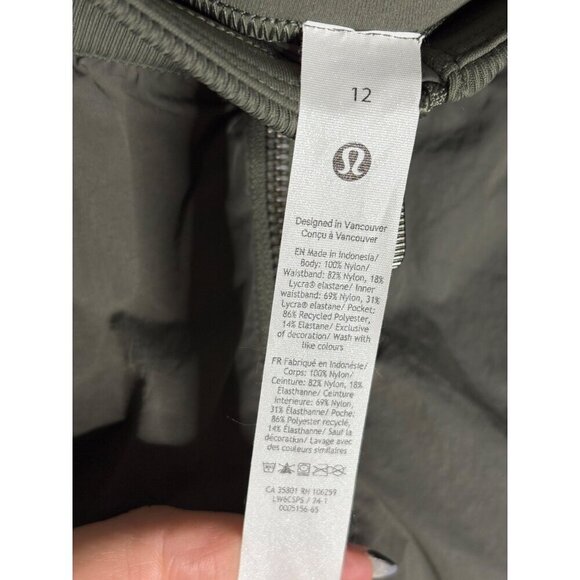 12
Designed in Vancouver
Conçu à Vancouver
EN Made in Indonesia/
Body: 100% Nylon/
Waistband: 82% Nylon, 18%
Lycra® elastane/ Inner
waistband: 69% Nylon, 31%
Lycra® elastane/ Pocket:
86% Recycled Polyester,
14% Elastane/ Exclusive
of decoration/ Wash with
like colours
FR Fabriqué en Indonésie/
Corps: 100% Nylon/
Ceinture: 82% Nylon, 18%
Élasthanne/ Ceinture
intérieure: 69% Nylon,
31% Élasthanne/ Poche:
86% Polyester recyclé,
14% Élasthanne/ Sauf la
décoration/ Lavage avec
des couleurs similaires
CA 35801 RN 106259
LW6CSPS / 24-1
0005156-65